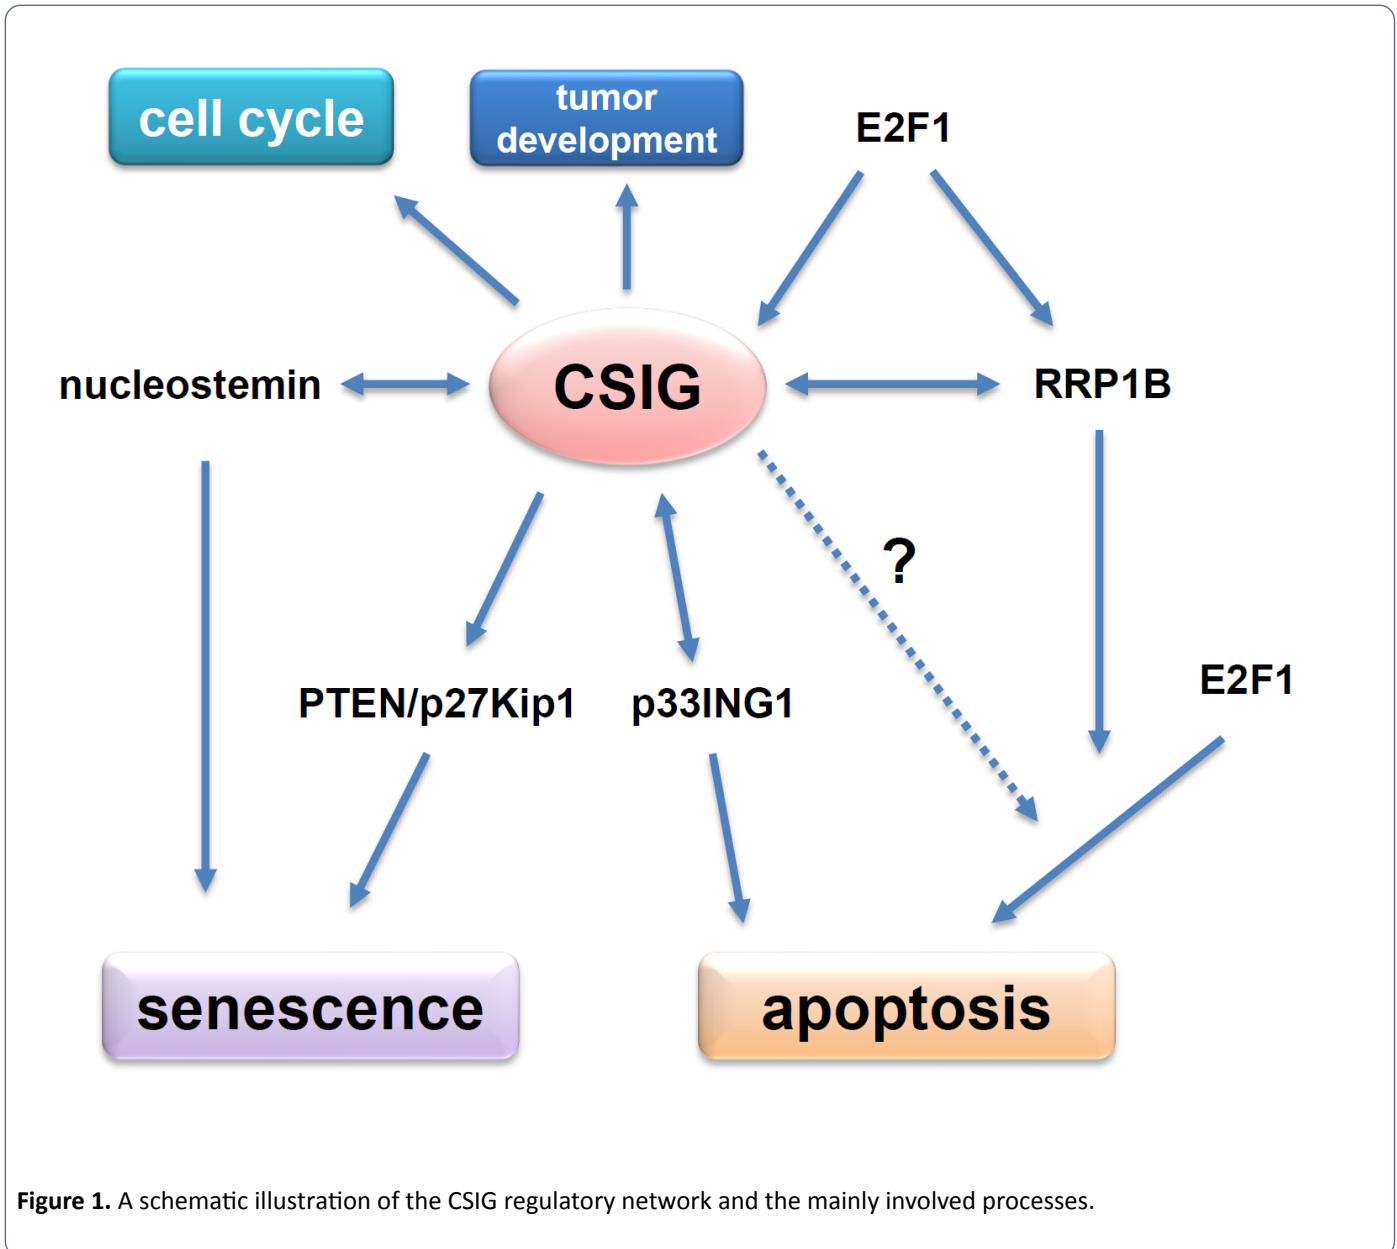 cell cycle
tumor
development
E2F1
nucleostemin
CSIG
RRP1B
?
E2F1
PTEN/p27Kip1
p33ING1
senescence
apoptosis
Figure 1. A schematic illustration of the CSIG regulatory network and the mainly involved processes.